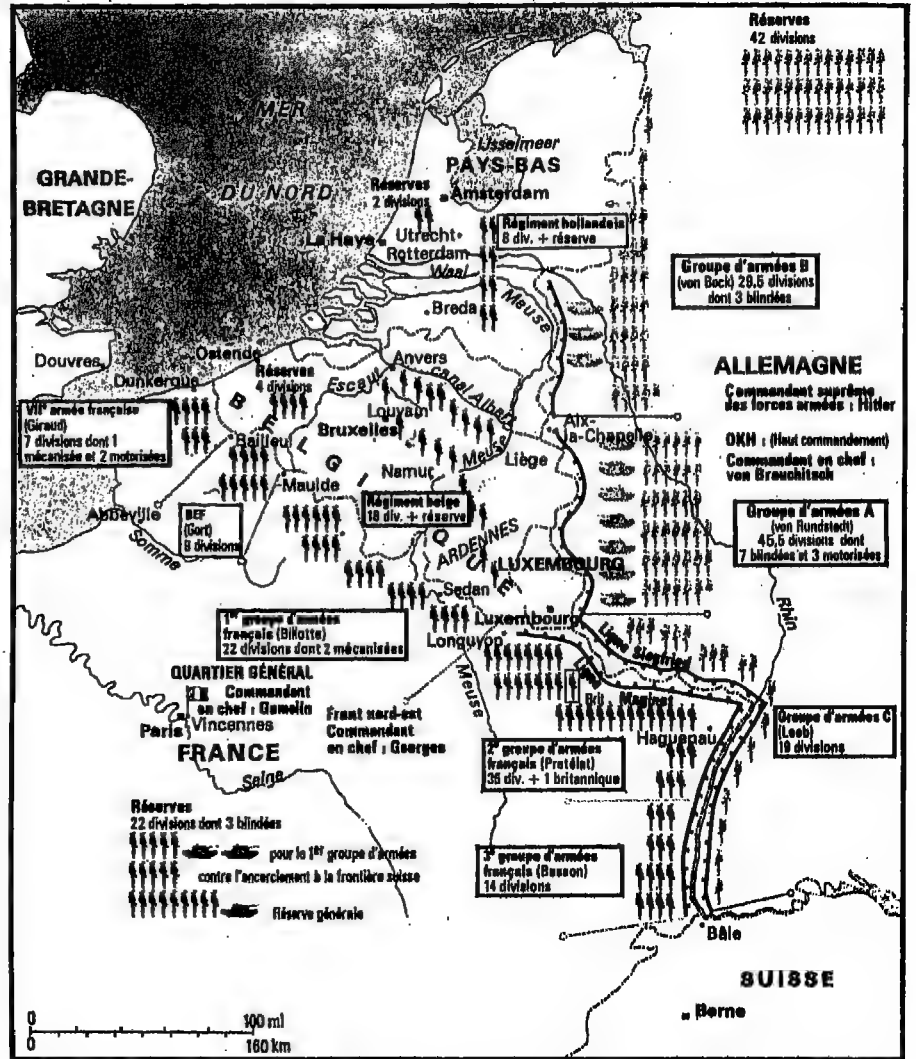 Réserves
42 divisions
MER
DU NORD
GRANDE-
BRETAGNE
IJsselmeer
PAYS-BAS
Amsterdam
Réserves
2 divisions
La Haye
Utrecht
Rotterdam
Waal
Régiment hollandais
8 div. + réserve
Groupe d'armées B
(von Bock) 29,5 divisions
dont 3 blindées
Breda
Meuse
Douvres
Dunkerque
Ostende
Réserves
4 divisions
Escaut
Anvers
canal Albert
ALLEMAGNE
Commandant suprême
des forces armées : Hitler
OKH : (Haut commandement)
Commandant en chef :
von Brauchitsch
VIIe armée française
(Giraud)
7 divisions dont 1
mécanisée et 2 motorisées
BELGIQUE
Louvain
Bruxelles
Meuse
Liège
Aix-
la-Chapelle
Bailleul
Maulde
Namur
Régiment belge
18 div. + réserve
Abbeville
Somme
BEF
(Gort)
9 divisions
Groupe d'armées A
(von Rundstedt)
45,5 divisions dont
7 blindées et 3 motorisées
ARDENNES
LUXEMBOURG
Sedan
Luxembourg
Longuyon
Rhin
1er groupe d'armées
français (Billotte)
22 divisions dont 2 mécanisées
Ligne Siegfried
Ligne Maginot
Brit
QUARTIER GÉNÉRAL
Commandant
en chef : Gamelin
Paris
Vincennes
FRANCE
Seine
Meuse
Front nord-est
Commandant
en chef : Georges
Haguenau
Groupe d'armées C
(Leeb)
19 divisions
2e groupe d'armées
français (Prételat)
35 div. + 1 britannique
Réserves
22 divisions dont 3 blindées
pour le 1er groupe d'armées
contre l'encerclement à la frontière suisse
Réserve générale
3e groupe d'armées
français (Besson)
14 divisions
Bâle
SUISSE
Berne
0 100 ml
0 160 km